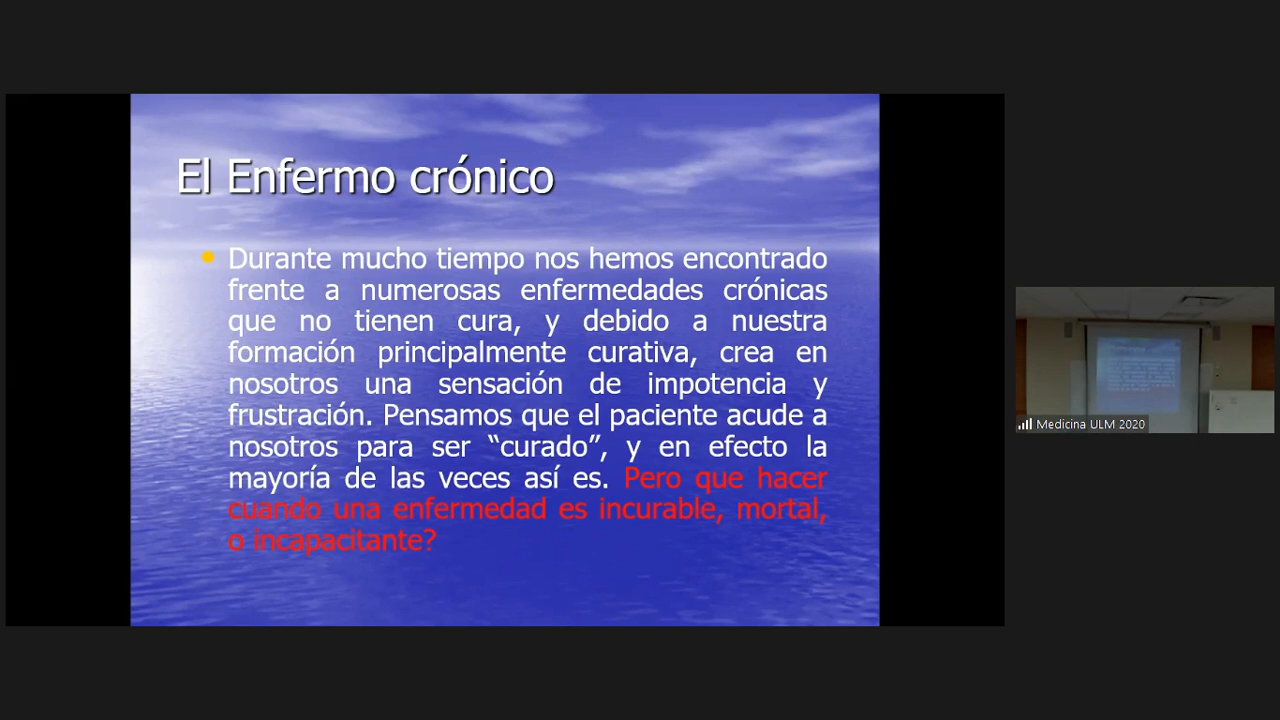 El Enfermo crónico
Durante mucho tiempo nos hemos encontrado
frente a numerosas enfermedades crónicas
que no tienen cura, y debido a nuestra
formación principalmente curativa, crea en
nosotros una sensación de impotencia y
frustración. Pensamos que el paciente acude a
nosotros para ser “curado”, y en efecto la
mayoría de las veces así es. Pero que hacer
cuando una enfermedad es incurable, mortal,
o incapacitante?
Medicina ULM 2020